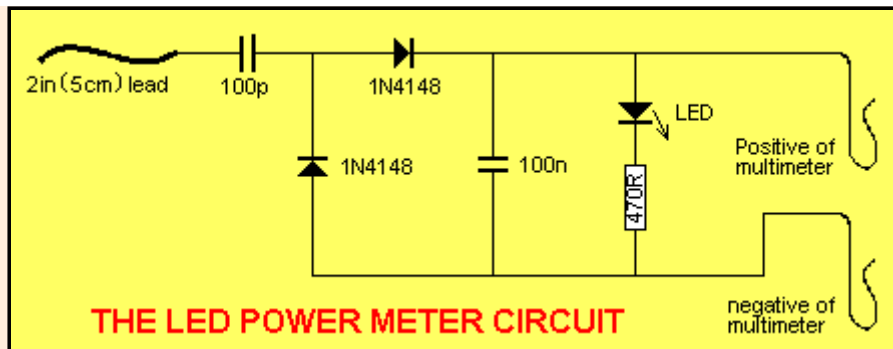 2in(5cm) lead
100p
1N4148
LED
Positive of
multimeter
1N4148
100n
470R
negative of
multimeter
THE LED POWER METER CIRCUIT